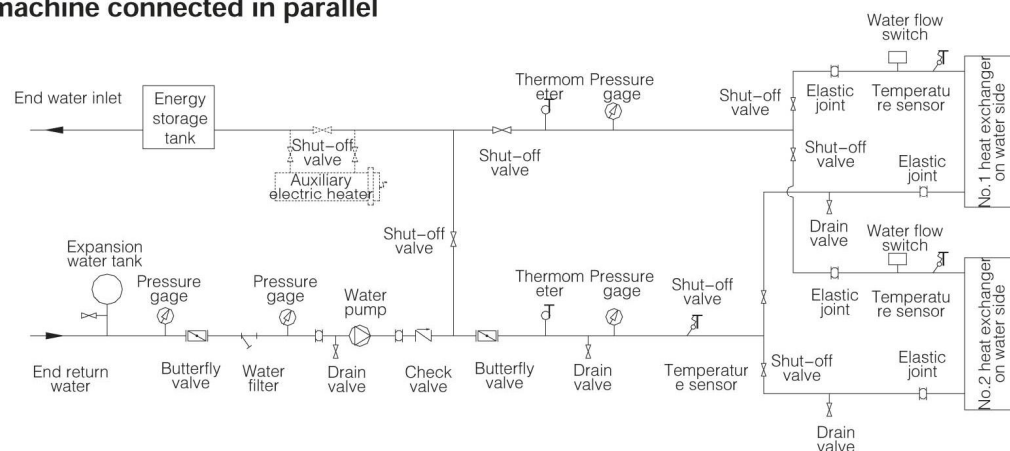 machine connected in parallel
Water flow
switch
End water inlet
Energy
storage
tank
Thermom
eter
Pressure
gage
Shut-off
valve
Elastic
joint
Temperatu
re sensor
No.1 heat exchanger
on water side
Shut-off
valve
Auxiliary
electric heater
Shut-off
valve
Shut-off
valve
Elastic
joint
Drain
valve
Water flow
switch
Shut-off
valve
Expansion
water tank
Pressure
gage
Pressure
gage
Water
pump
Thermom
eter
Pressure
gage
Shut-off
valve
Elastic
joint
Temperatu
re sensor
No.2 heat exchanger
on water side
End return
water
Butterfly
valve
Water
filter
Drain
valve
Check
valve
Butterfly
valve
Drain
valve
Temperatur
e sensor
Shut-off
valve
Elastic
joint
Drain
valve